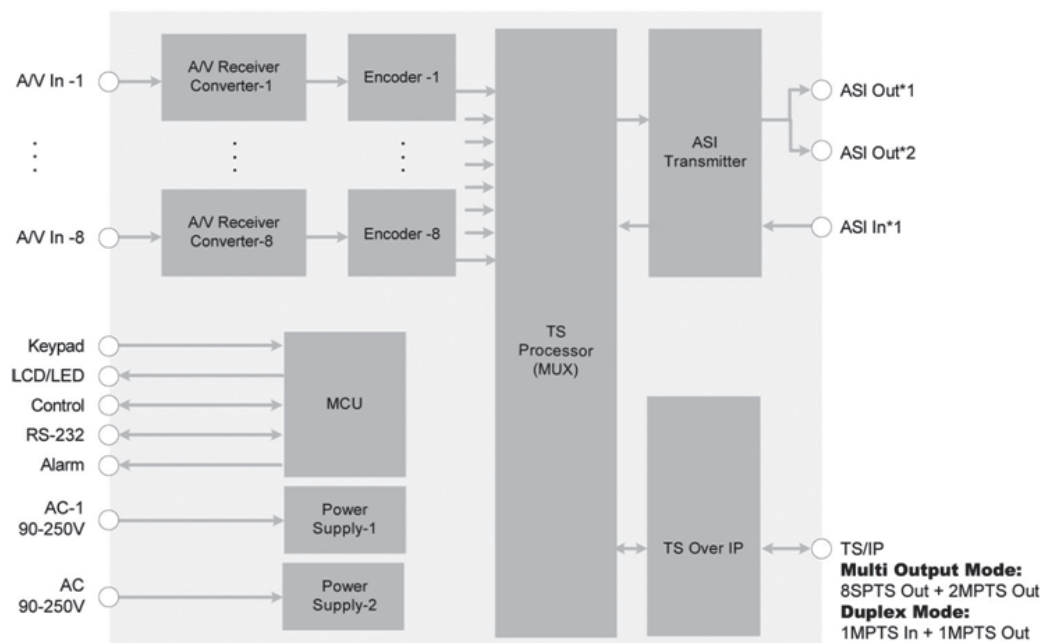 A/V In -1
A/V Receiver
Converter-1
Encoder -1
A/V In -8
A/V Receiver
Converter-8
Encoder -8
TS
Processor
(MUX)
ASI
Transmitter
ASI Out*1
ASI Out*2
ASI In*1
Keypad
LCD/LED
Control
RS-232
Alarm
MCU
AC-1
90-250V
Power
Supply-1
AC
90-250V
Power
Supply-2
TS Over IP
TS/IP
Multi Output Mode:
8SPTS Out + 2MPTS Out
Duplex Mode:
1MPTS In + 1MPTS Out